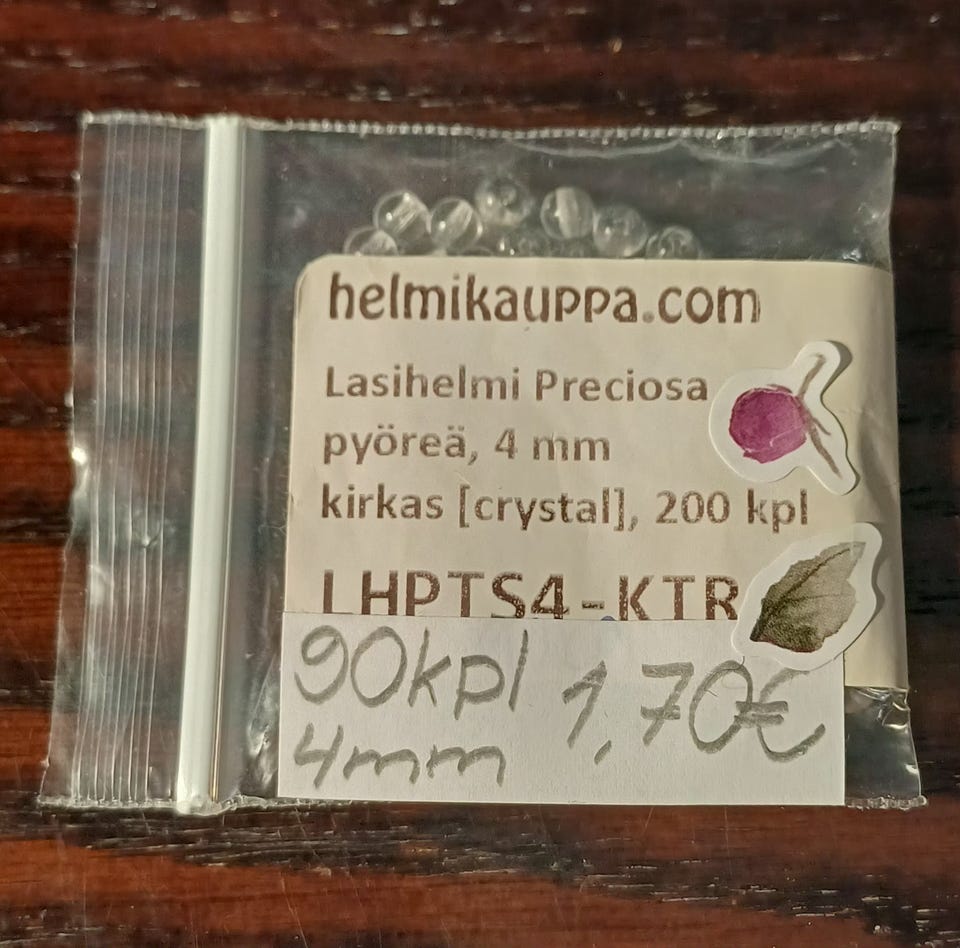 helmikauppa.com
Lasihelmi Preciosa
pyöreä, 4 mm
kirkas [crystal], 200 kpl
LHPTS4-KTR
90kpl 1,70€
4mm